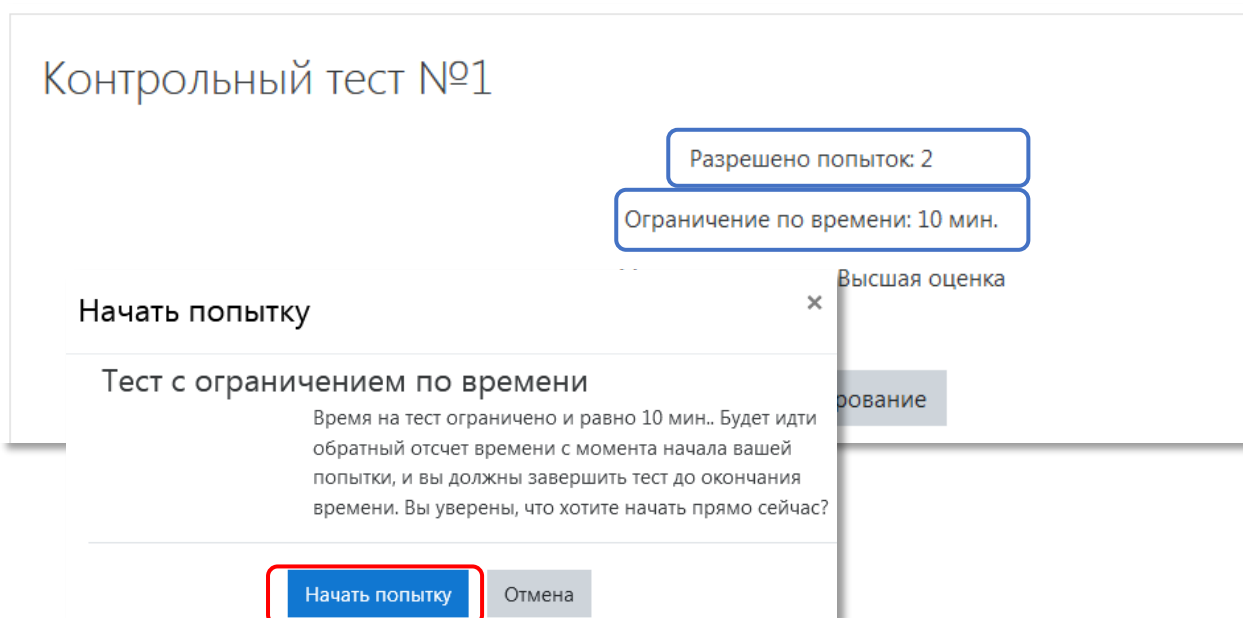 Контрольный тест №1
Разрешено попыток: 2
Ограничение по времени: 10 мин.
Высшая оценка
Начать попытку
×
Тест с ограничением по времени
Время на тест ограничено и равно 10 мин.. Будет идти
обратный отсчет времени с момента начала вашей
попытки, и вы должны завершить тест до окончания
времени. Вы уверены, что хотите начать прямо сейчас?
Начать попытку Отмена